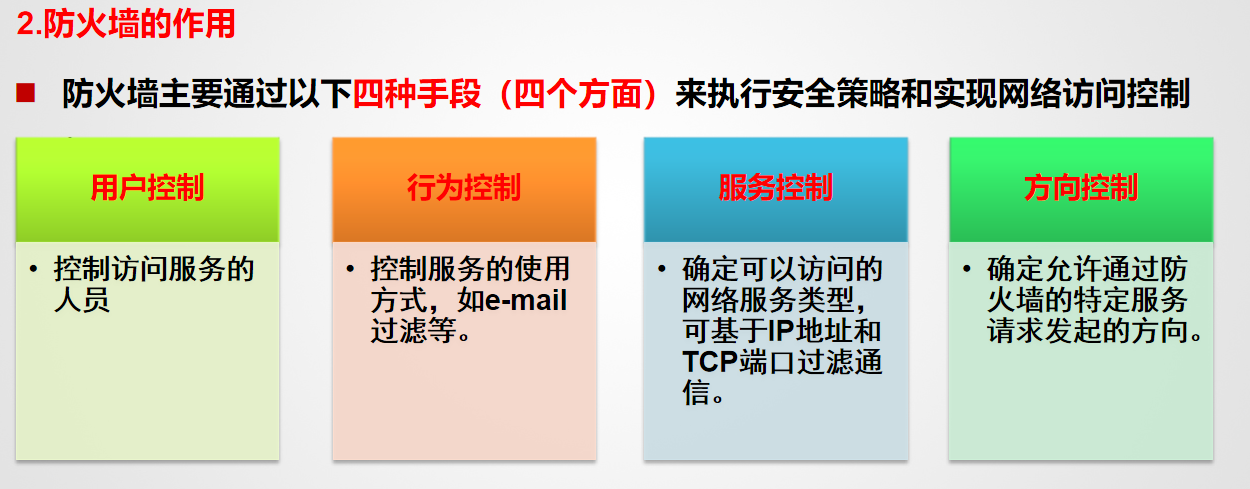 2.防火墙的作用
■ 防火墙主要通过以下四种手段（四个方面）来执行安全策略和实现网络访问控制
用户控制
• 控制访问服务的
人员
行为控制
• 控制服务的使用
方式，如e-mail
过滤等。
服务控制
• 确定可以访问的
网络服务类型，
可基于IP地址和
TCP端口过滤通
信。
方向控制
• 确定允许通过防
火墙的特定服务
请求发起的方向。